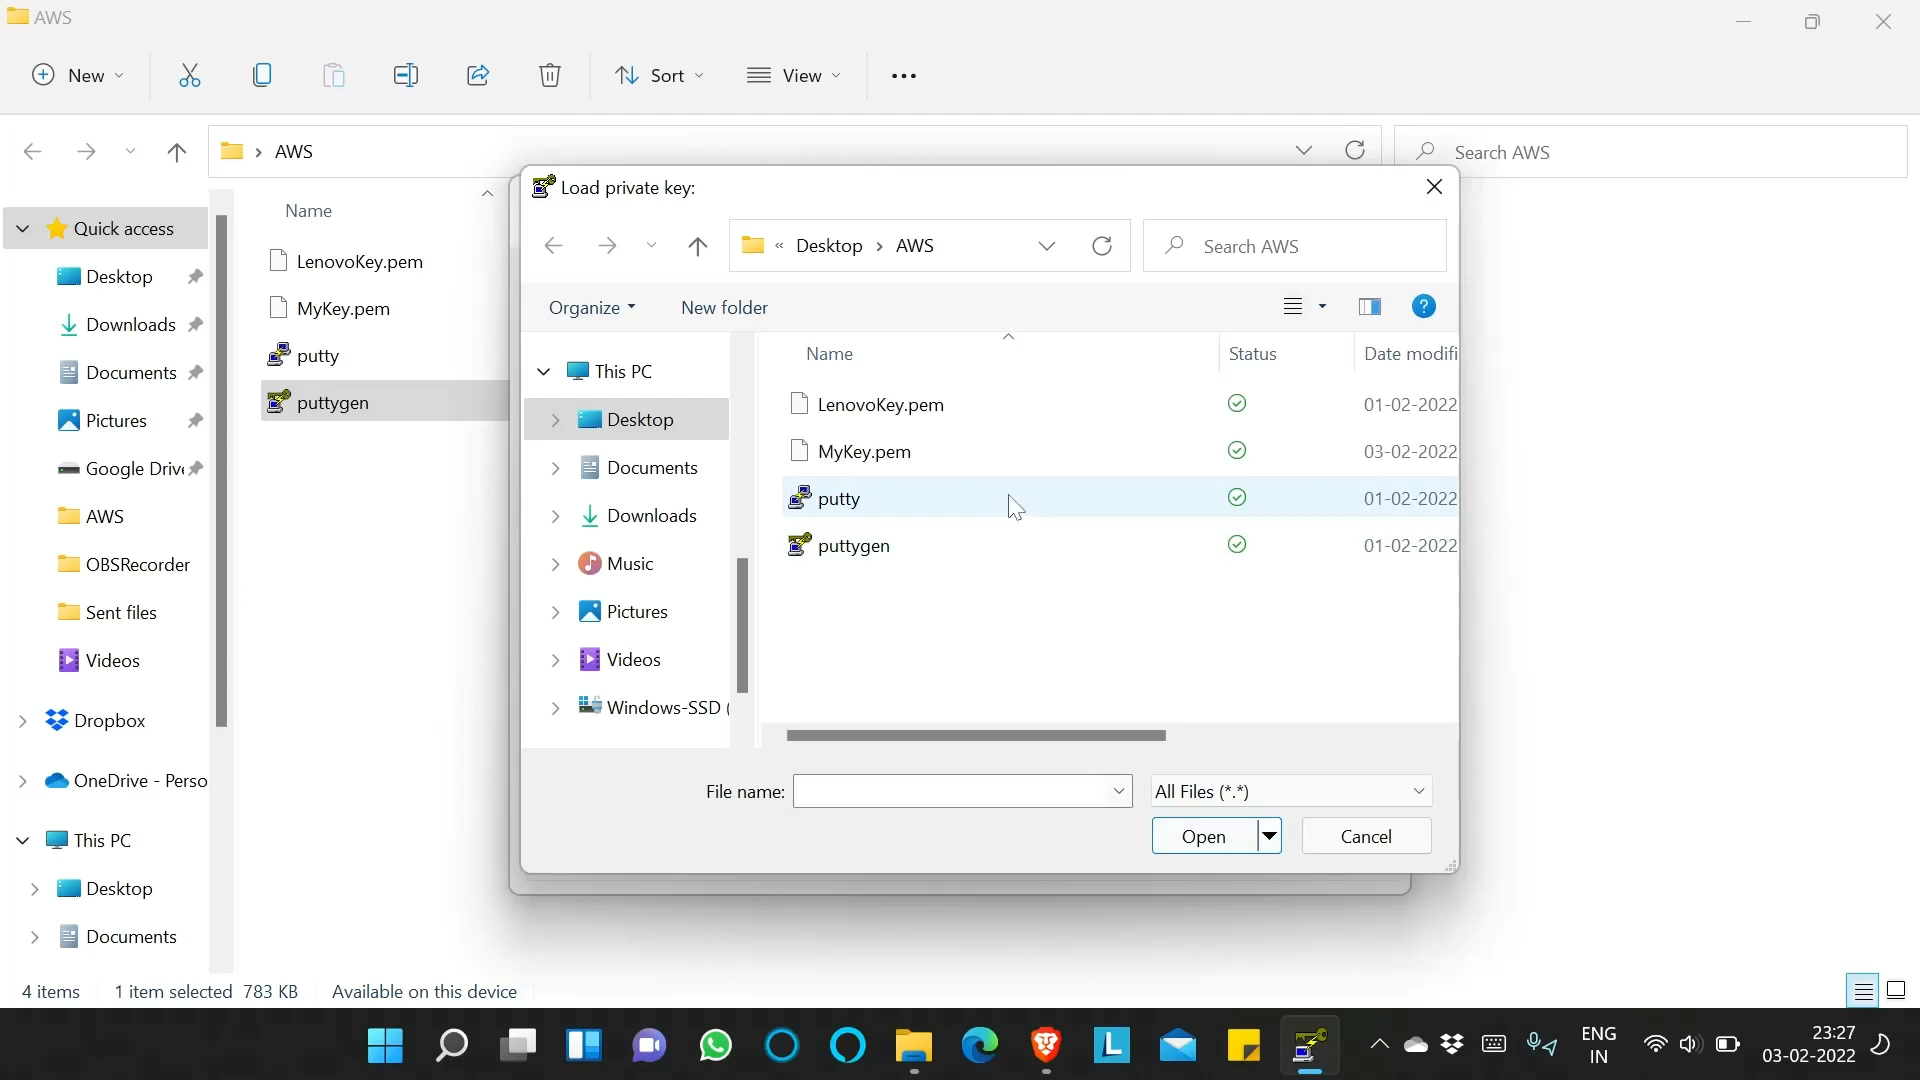 AWS
New
Sort
View
AWS
Search AWS
Quick access
Desktop
Downloads
Documents
Pictures
Google Driv
AWS
OBSRecorder
Sent files
Videos
Dropbox
OneDrive - Perso
This PC
Desktop
Documents
Name
LenovoKey.pem
MyKey.pem
putty
puttygen
Load private key:
« Desktop > AWS
Search AWS
Organize
New folder
This PC
Desktop
Documents
Downloads
Music
Pictures
Videos
Windows-SSD (
Name Status Date modifi
LenovoKey.pem 01-02-2022
MyKey.pem 03-02-2022
putty 01-02-2022
puttygen 01-02-2022
File name:
All Files (*.*)
Open
Cancel
4 items 1 item selected 783 KB Available on this device
L
ENG
IN
23:27
03-02-2022